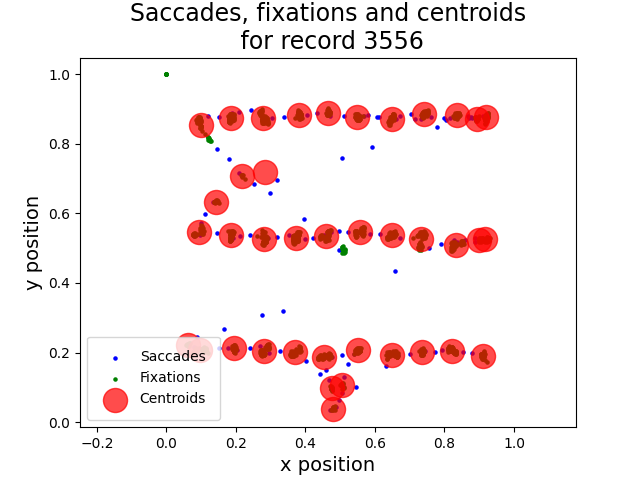 Saccades, fixations and centroids
for record 3556
1.0
0.8
0.6
0.4
0.2
0.0
y position
Saccades
Fixations
Centroids
−0.2 0.0 0.2 0.4 0.6 0.8 1.0
x position